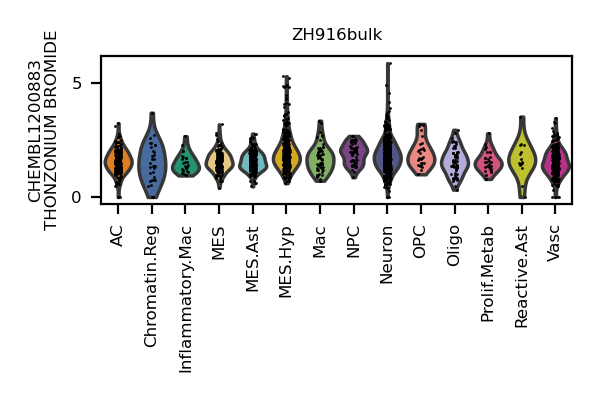 ZH916bulk
CHEMBL1200883
THONZONIUM BROMIDE
5
0
AC
Chromatin.Reg
Inflammatory.Mac
MES
MES.Ast
MES.Hyp
Mac
NPC
Neuron
OPC
Oligo
Prolif.Metab
Reactive.Ast
Vasc